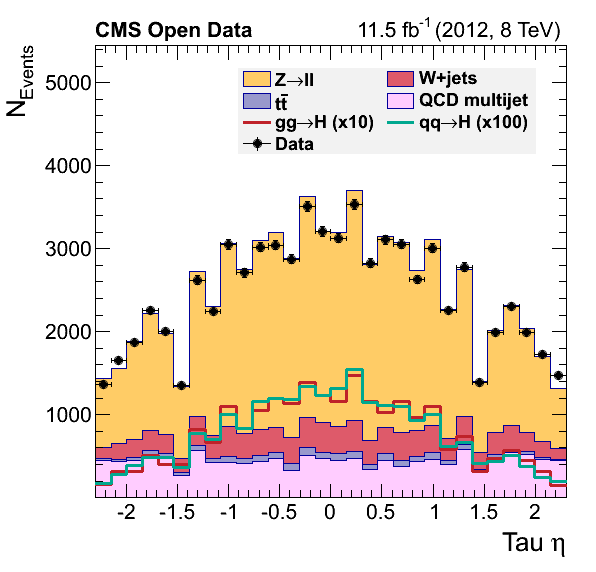 CMS Open Data 11.5 fb⁻¹ (2012, 8 TeV)
N_Events
5000
4000
3000
2000
1000
Z→ll W+jets
tt̄ QCD multijet
gg→H (x10) qq→H (x100)
Data
-2 -1.5 -1 -0.5 0 0.5 1 1.5 2
Tau η